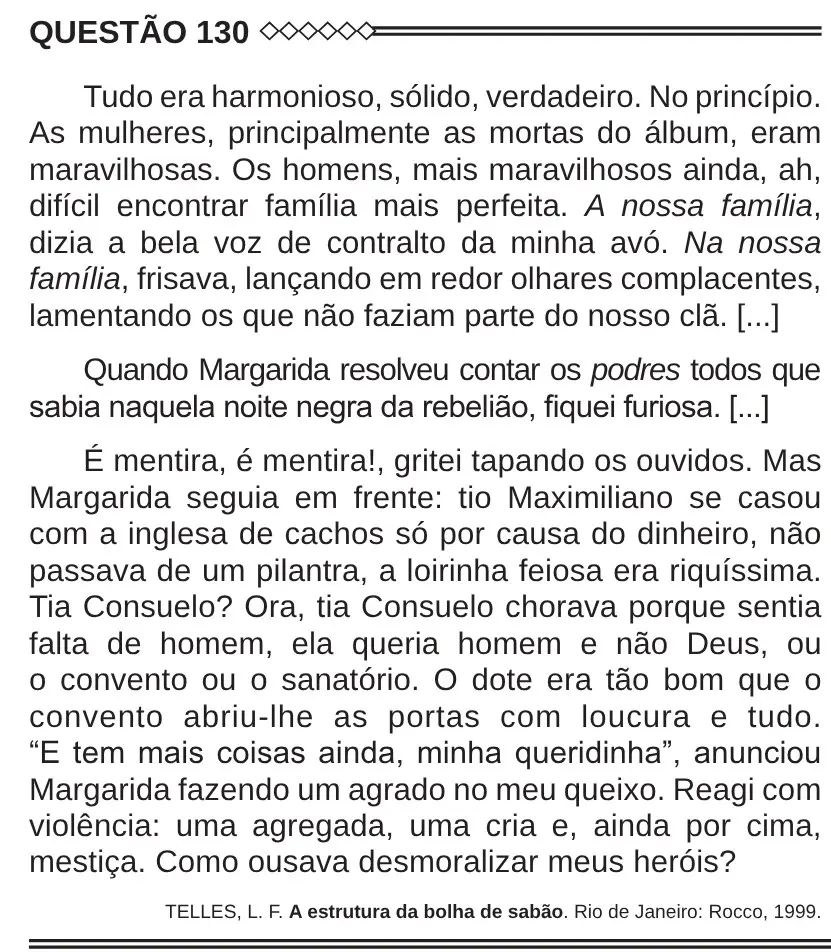 QUESTÃO 130
Tudo era harmonioso, sólido, verdadeiro. No princípio.
As mulheres, principalmente as mortas do álbum, eram
maravilhosas. Os homens, mais maravilhosos ainda, ah,
difícil encontrar família mais perfeita. A nossa família,
dizia a bela voz de contralto da minha avó. Na nossa
família, frisava, lançando em redor olhares complacentes,
lamentando os que não faziam parte do nosso clã. [...]
Quando Margarida resolveu contar os podres todos que
sabia naquela noite negra da rebelião, fiquei furiosa. [...]
É mentira, é mentira!, gritei tapando os ouvidos. Mas
Margarida seguia em frente: tio Maximiliano se casou
com a inglesa de cachos só por causa do dinheiro, não
passava de um pilantra, a loirinha feiosa era riquíssima.
Tia Consuelo? Ora, tia Consuelo chorava porque sentia
falta de homem, ela queria homem e não Deus, ou
o convento ou o sanatório. O dote era tão bom que o
convento abriu-lhe as portas com loucura e tudo.
“E tem mais coisas ainda, minha queridinha”, anunciou
Margarida fazendo um agrado no meu queixo. Reagi com
violência: uma agregada, uma cria e, ainda por cima,
mestiça. Como ousava desmoralizar meus heróis?
TELLES, L. F. A estrutura da bolha de sabão. Rio de Janeiro: Rocco, 1999.